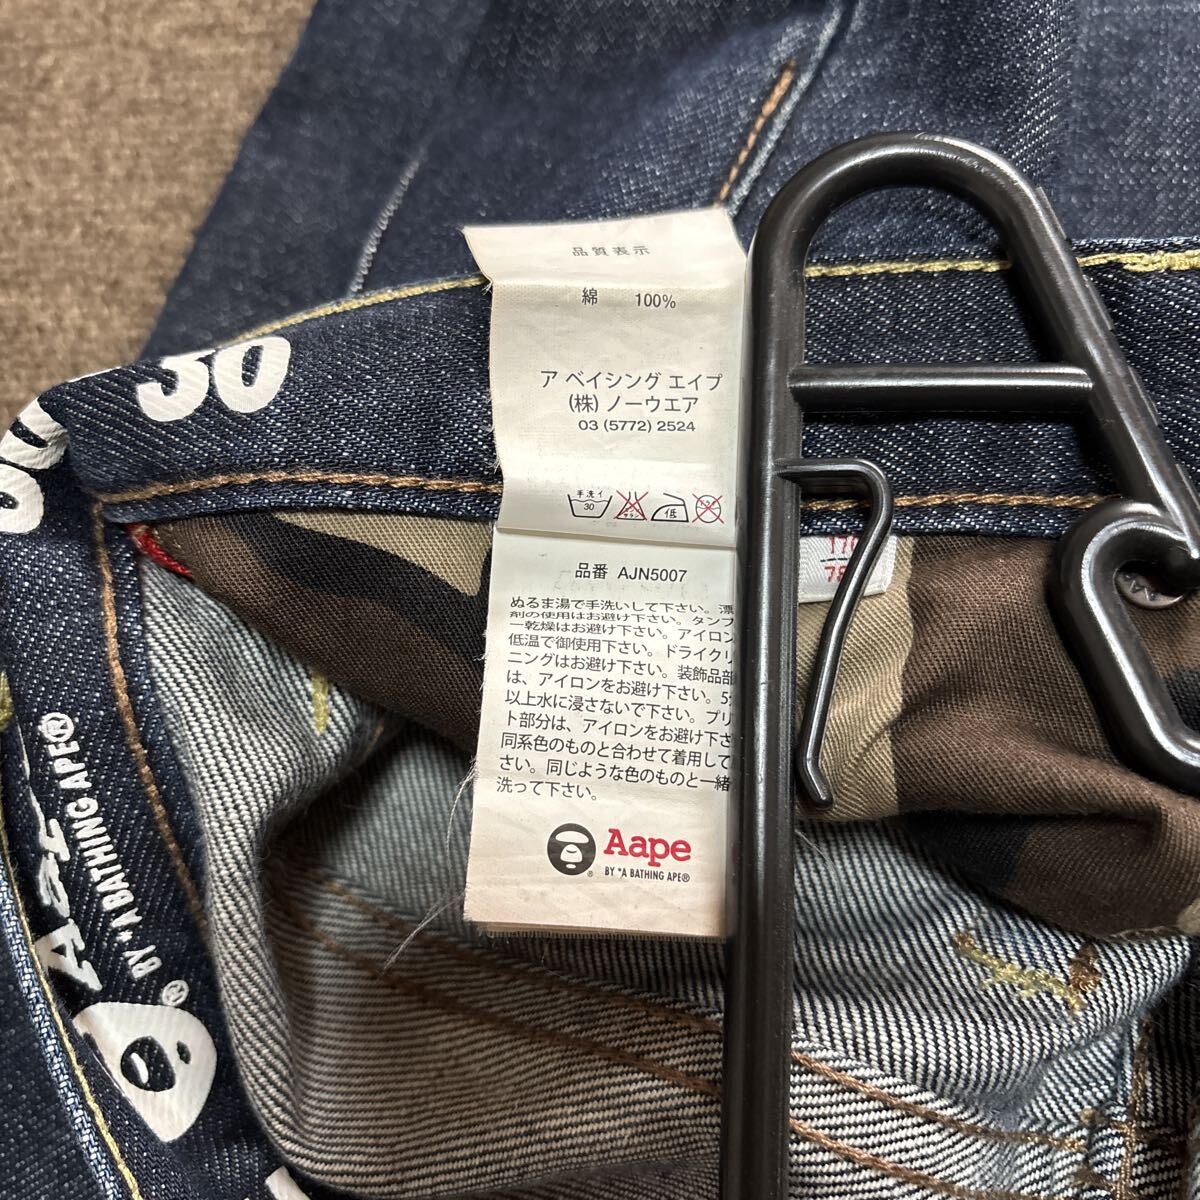 品質表示
綿 100%
ア ベイシング エイプ
(株) ノーウエア
03 (5772) 2524
手洗イ
30
低
品番 AJN5007
ぬるま湯で手洗いして下さい。漂
剤の使用はお避け下さい。タンブ
ー乾燥はお避け下さい。アイロン
低温で御使用下さい。ドライクリ
ニングはお避け下さい。装飾品部
は、アイロンをお避け下さい。5分
以上水に浸さないで下さい。プリ
ト部分は、アイロンをお避け下さ
同系色のものと合わせて着用して
さい。同じような色のものと一緒
洗って下さい。
Aape
BY *A BATHING APE®
30
Aape
BY *A BATHING APE®